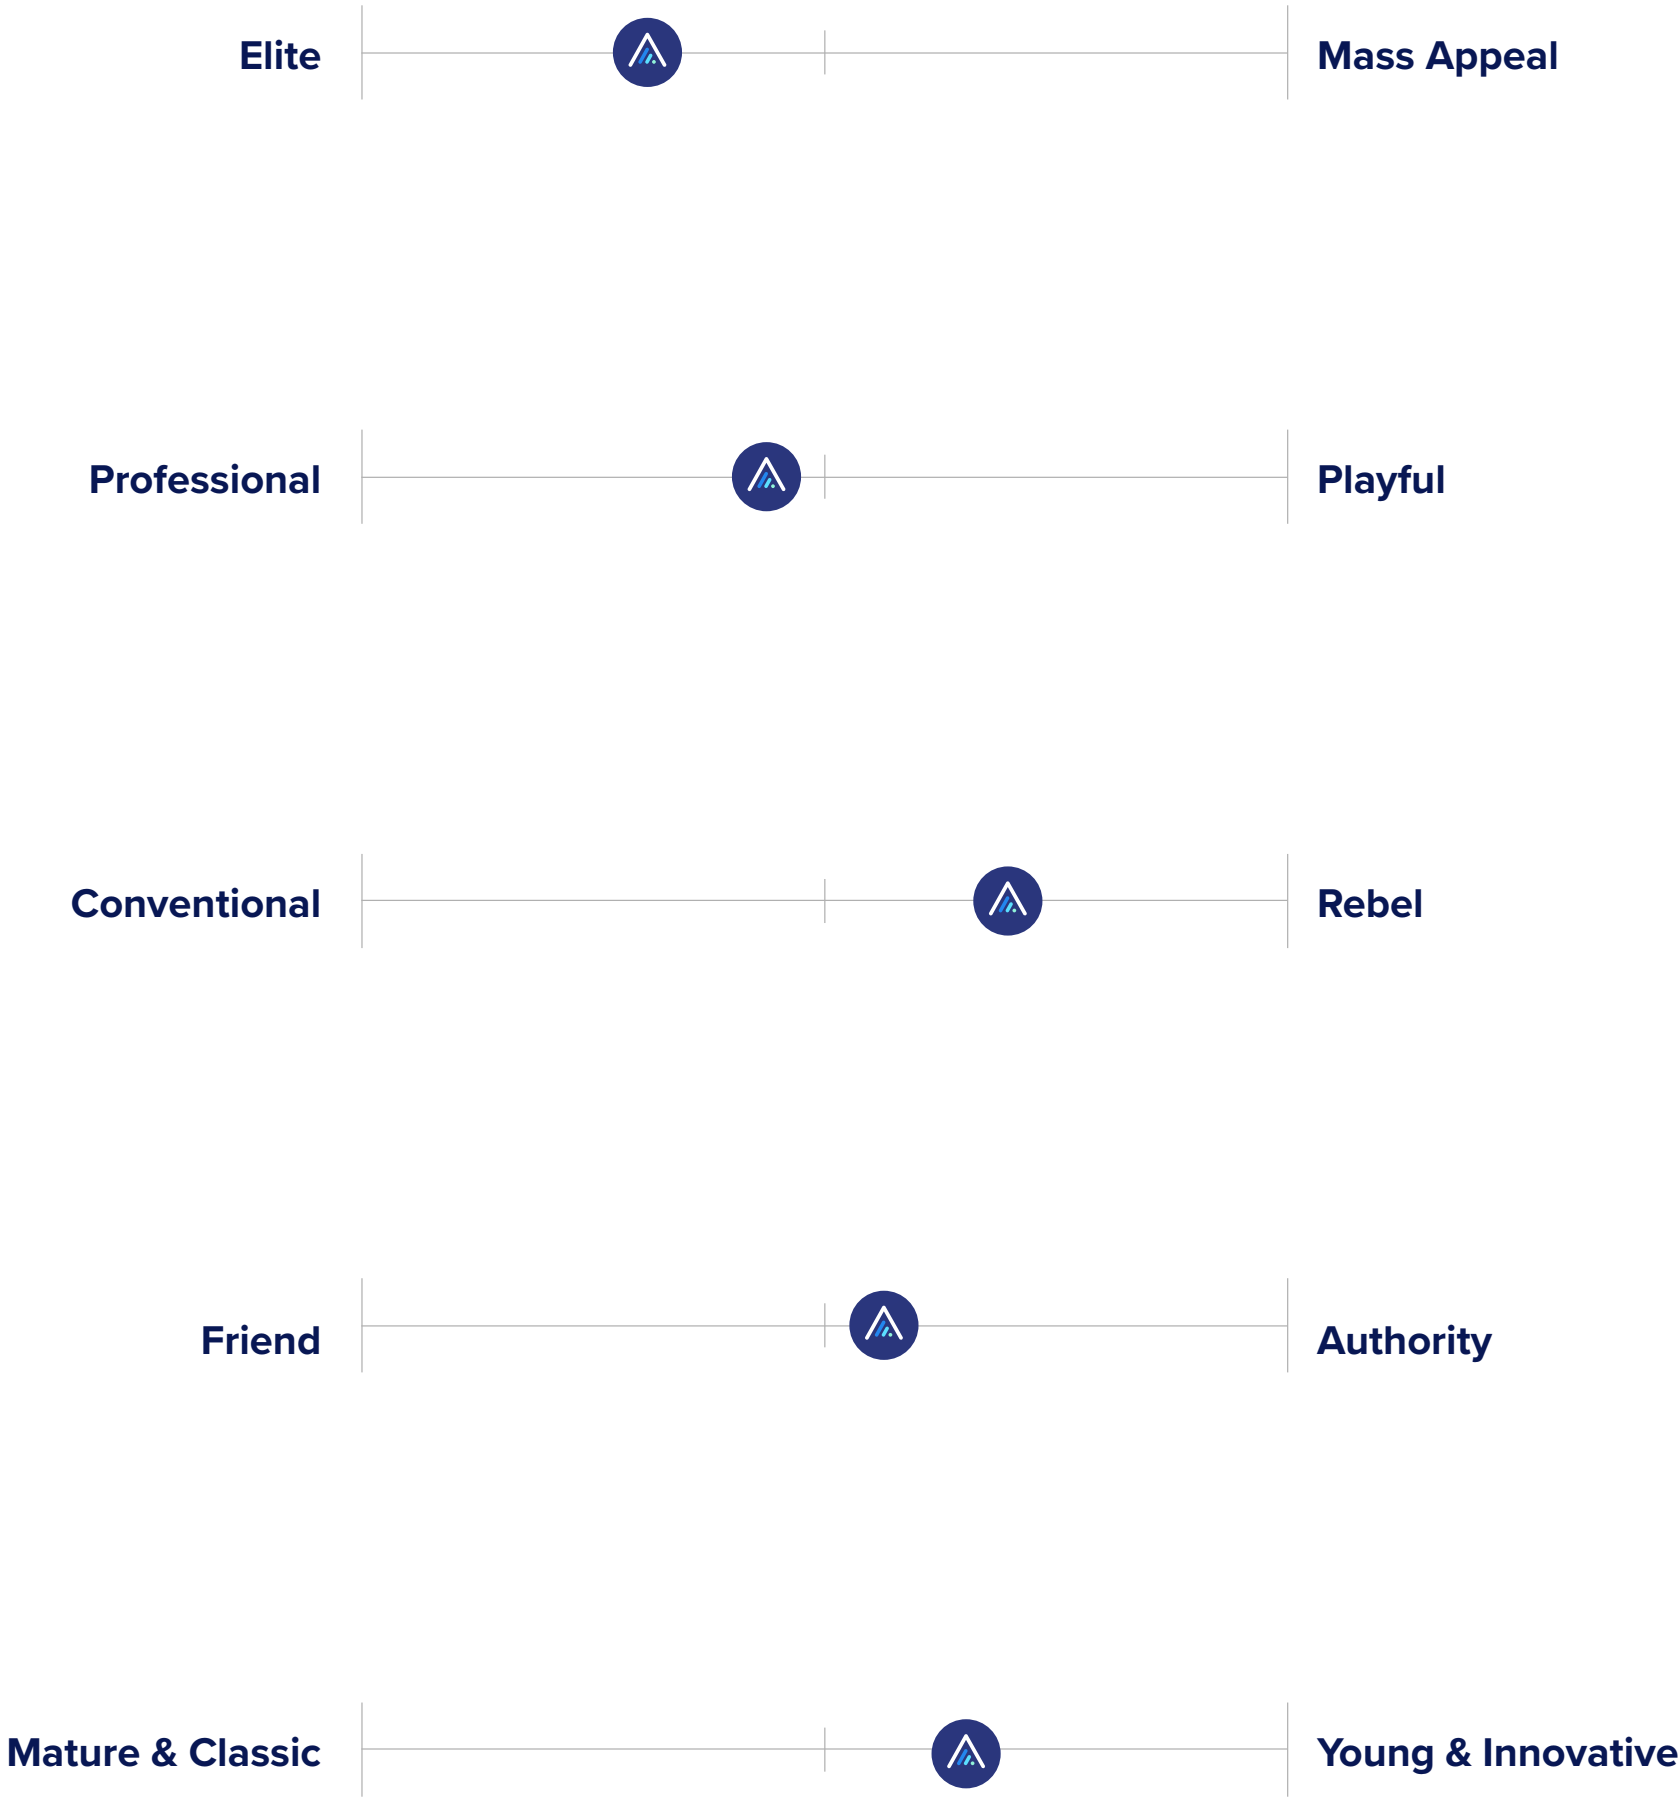 Elite
Mass Appeal
Professional
Playful
Conventional
Rebel
Friend
Authority
Mature & Classic
Young & Innovative